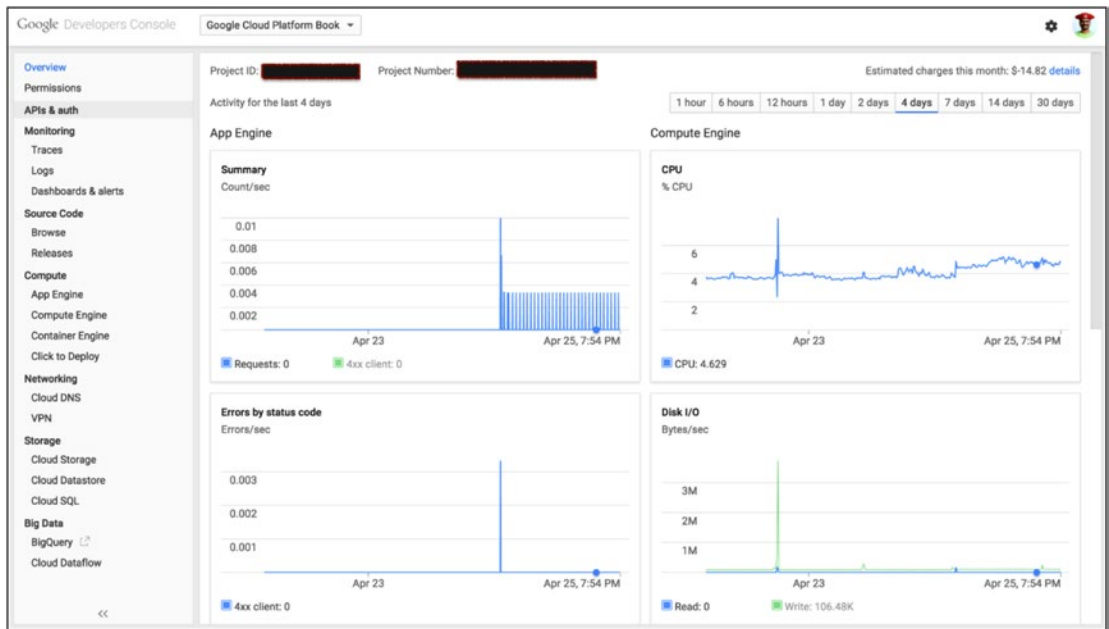 Google Developers Console
Google Cloud Platform Book
Overview
Permissions
APIs & auth
Monitoring
Traces
Logs
Dashboards & alerts
Source Code
Browse
Releases
Compute
App Engine
Compute Engine
Container Engine
Click to Deploy
Networking
Cloud DNS
VPN
Storage
Cloud Storage
Cloud Datastore
Cloud SQL
Big Data
BigQuery
Cloud Dataflow
<<
Project ID: Project Number: Estimated charges this month: $-14.82 details
Activity for the last 4 days 1 hour 6 hours 12 hours 1 day 2 days 4 days 7 days 14 days 30 days
App Engine
Summary
Count/sec
0.01
0.008
0.006
0.004
0.002
Apr 23 Apr 25, 7:54 PM
Requests: 0 4xx client: 0
Compute Engine
CPU
% CPU
6
4
2
Apr 23 Apr 25, 7:54 PM
CPU: 4.629
Errors by status code
Errors/sec
0.003
0.002
0.001
Apr 23 Apr 25, 7:54 PM
4xx client: 0
Disk I/O
Bytes/sec
3M
2M
1M
Apr 23 Apr 25, 7:54 PM
Read: 0 Write: 106.48K